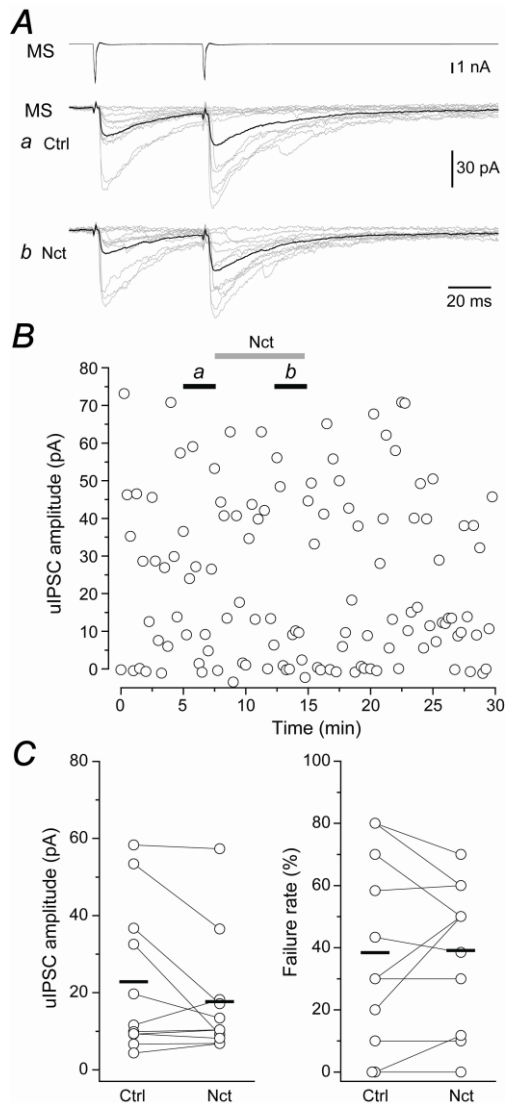 A
MS
1 nA
MS
a Ctrl
30 pA
b Nct
20 ms
B
Nct
a b
80
70
60
50
40
30
20
10
0
uIPSC amplitude (pA)
0 5 10 15 20 25 30
Time (min)
C
80
60
40
20
0
uIPSC amplitude (pA)
Ctrl Nct
100
80
60
40
20
0
Failure rate (%)
Ctrl Nct